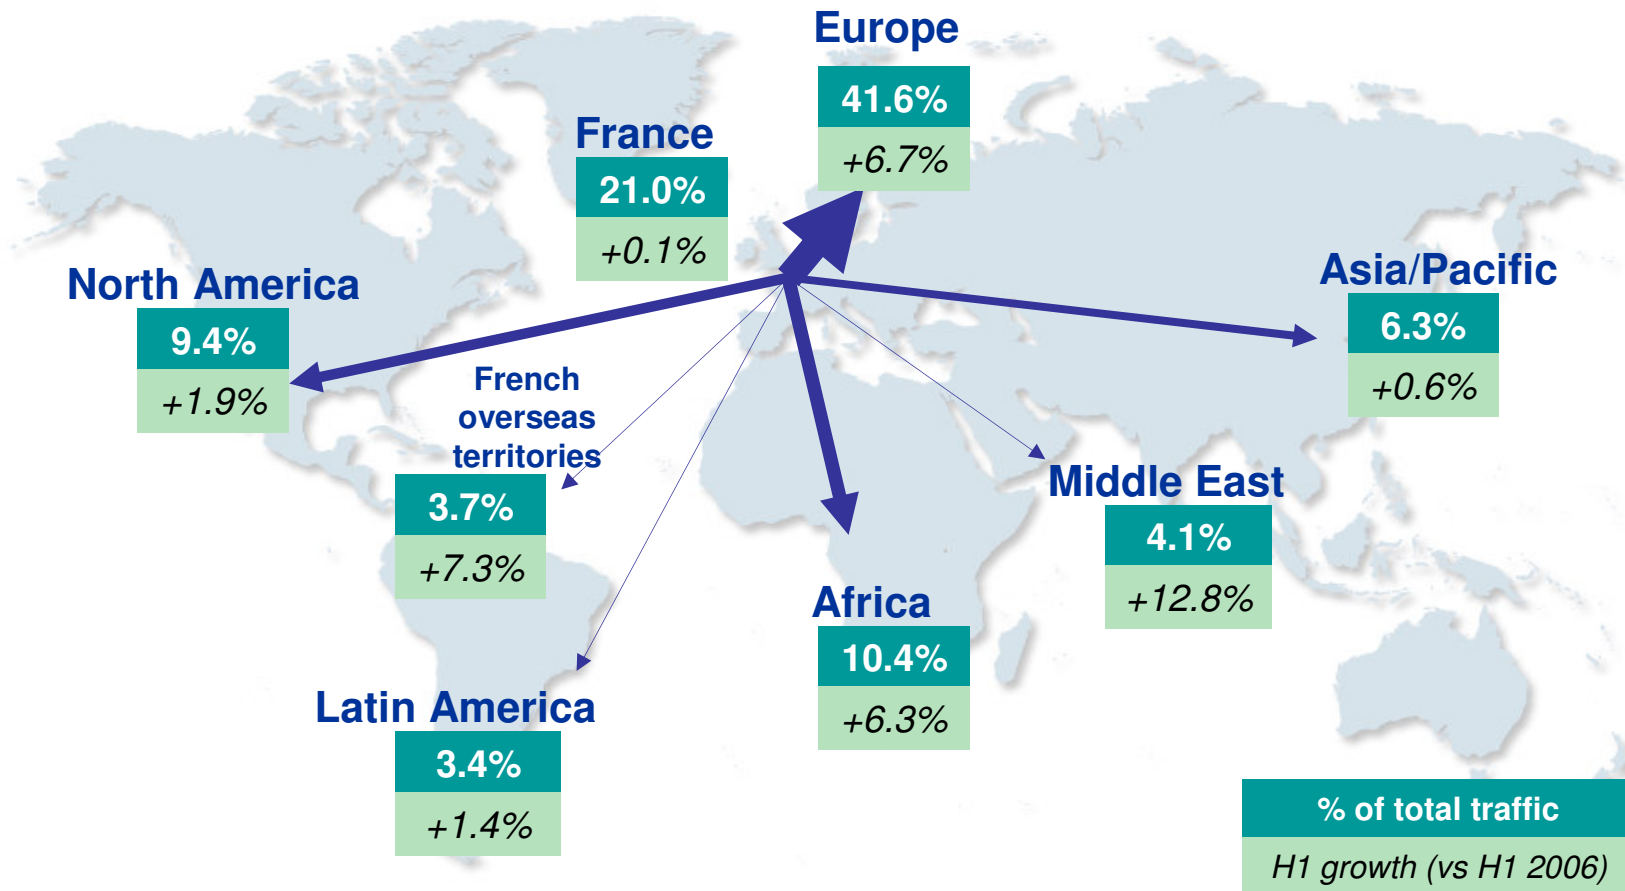 Europe
41.6%
+6.7%
France
21.0%
+0.1%
North America
9.4%
+1.9%
Asia/Pacific
6.3%
+0.6%
French
overseas
territories
3.7%
+7.3%
Middle East
4.1%
+12.8%
Africa
10.4%
+6.3%
Latin America
3.4%
+1.4%
% of total traffic
H1 growth (vs H1 2006)